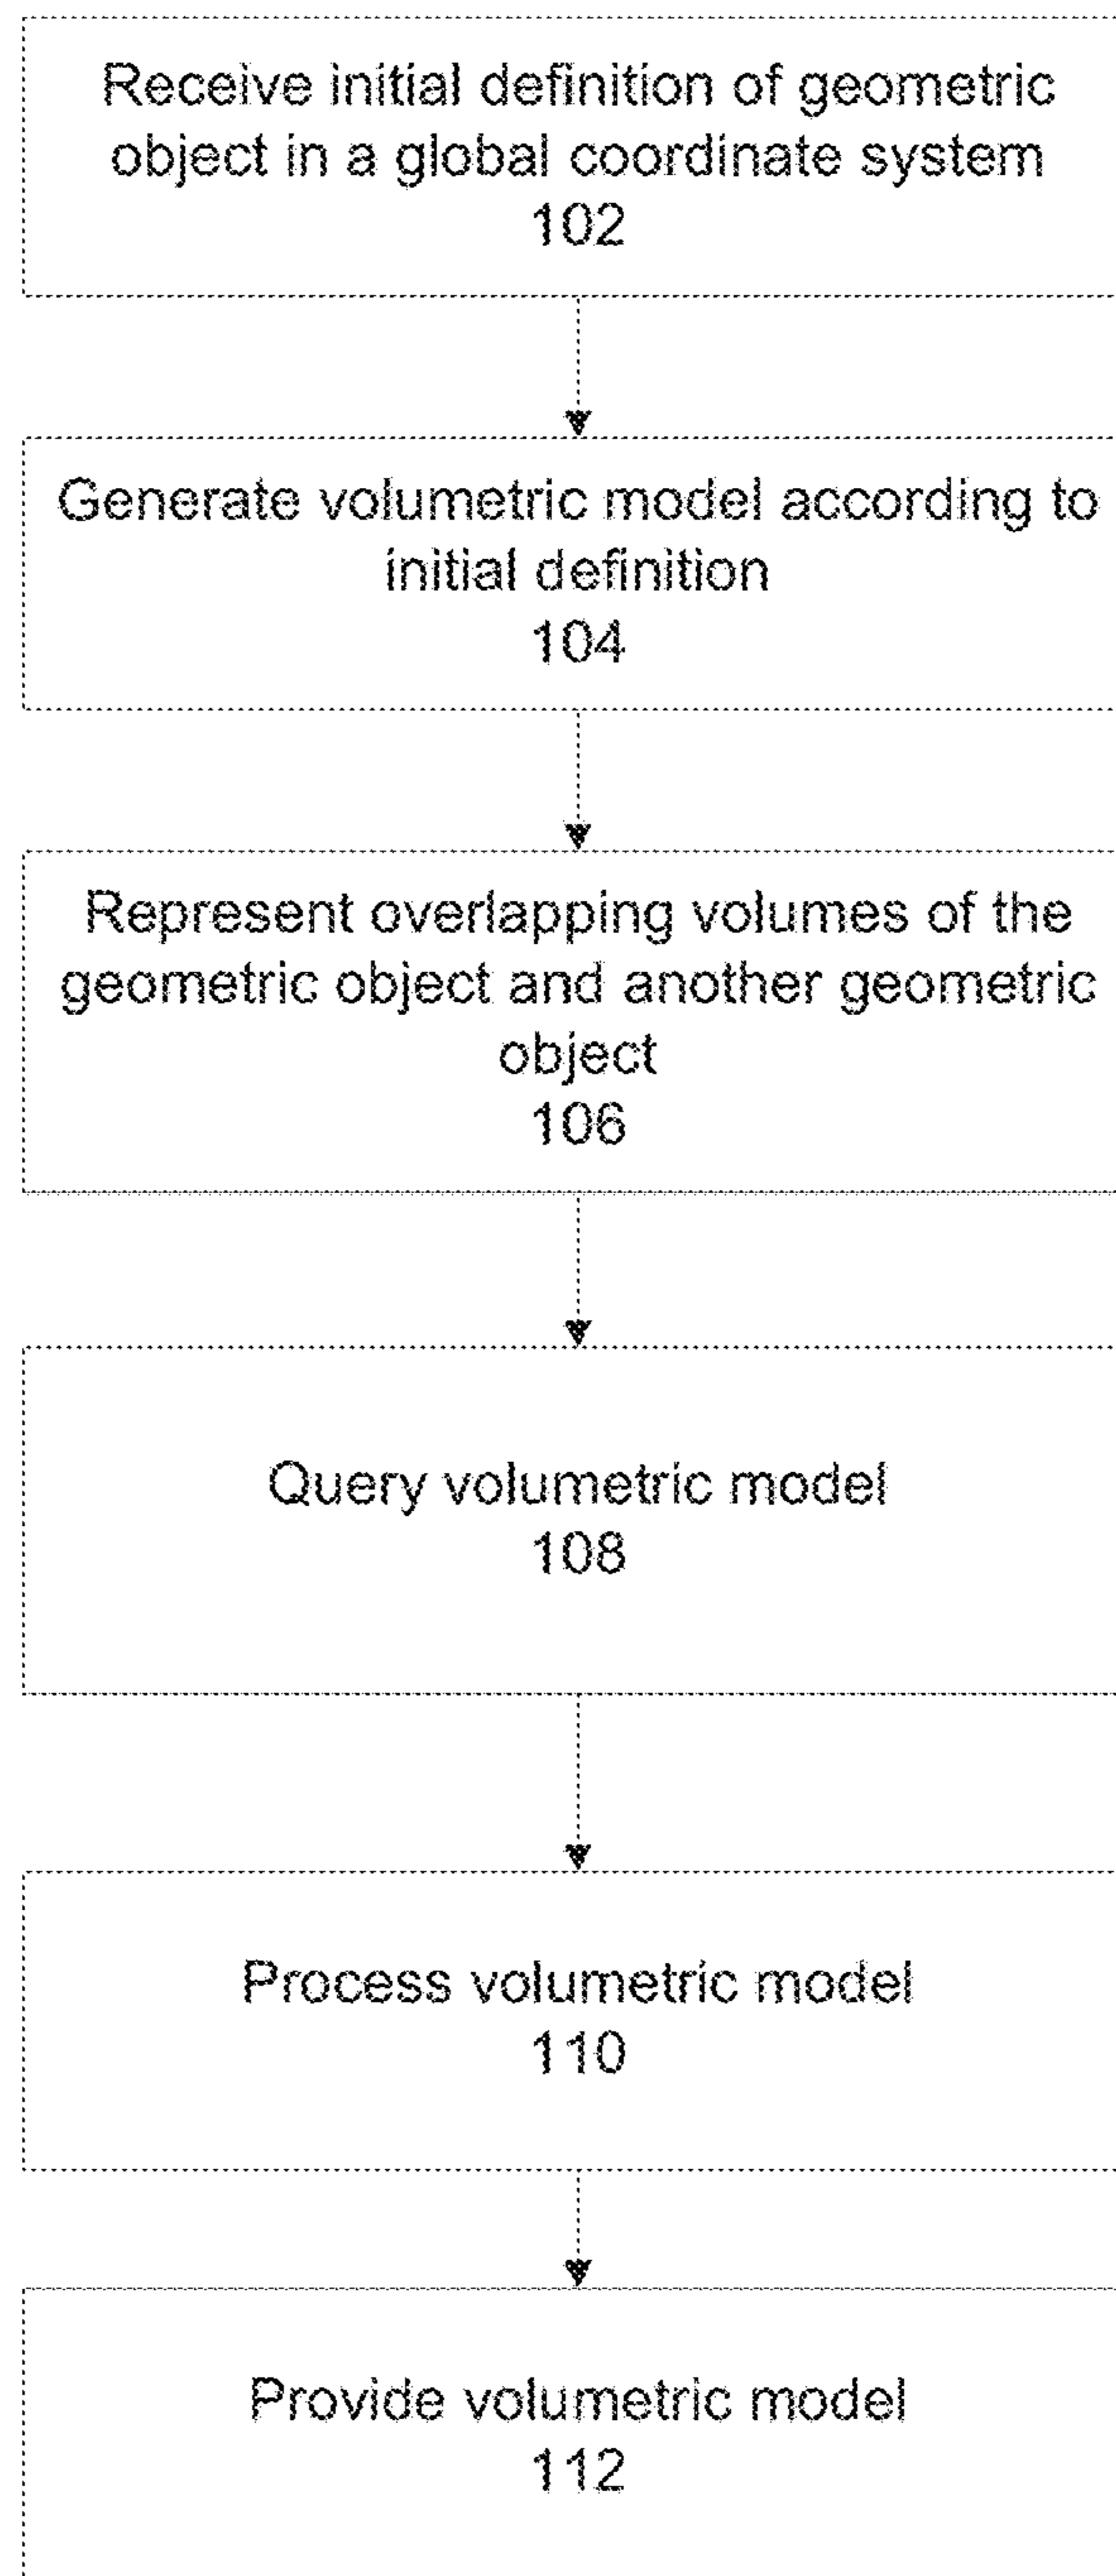 Receive initial definition of geometric
object in a global coordinate system
102
Generate volumetric model according to
initial definition
104
Represent overlapping volumes of the
geometric object and another geometric
object
106
Query volumetric model
108
Process volumetric model
110
Provide volumetric model
112